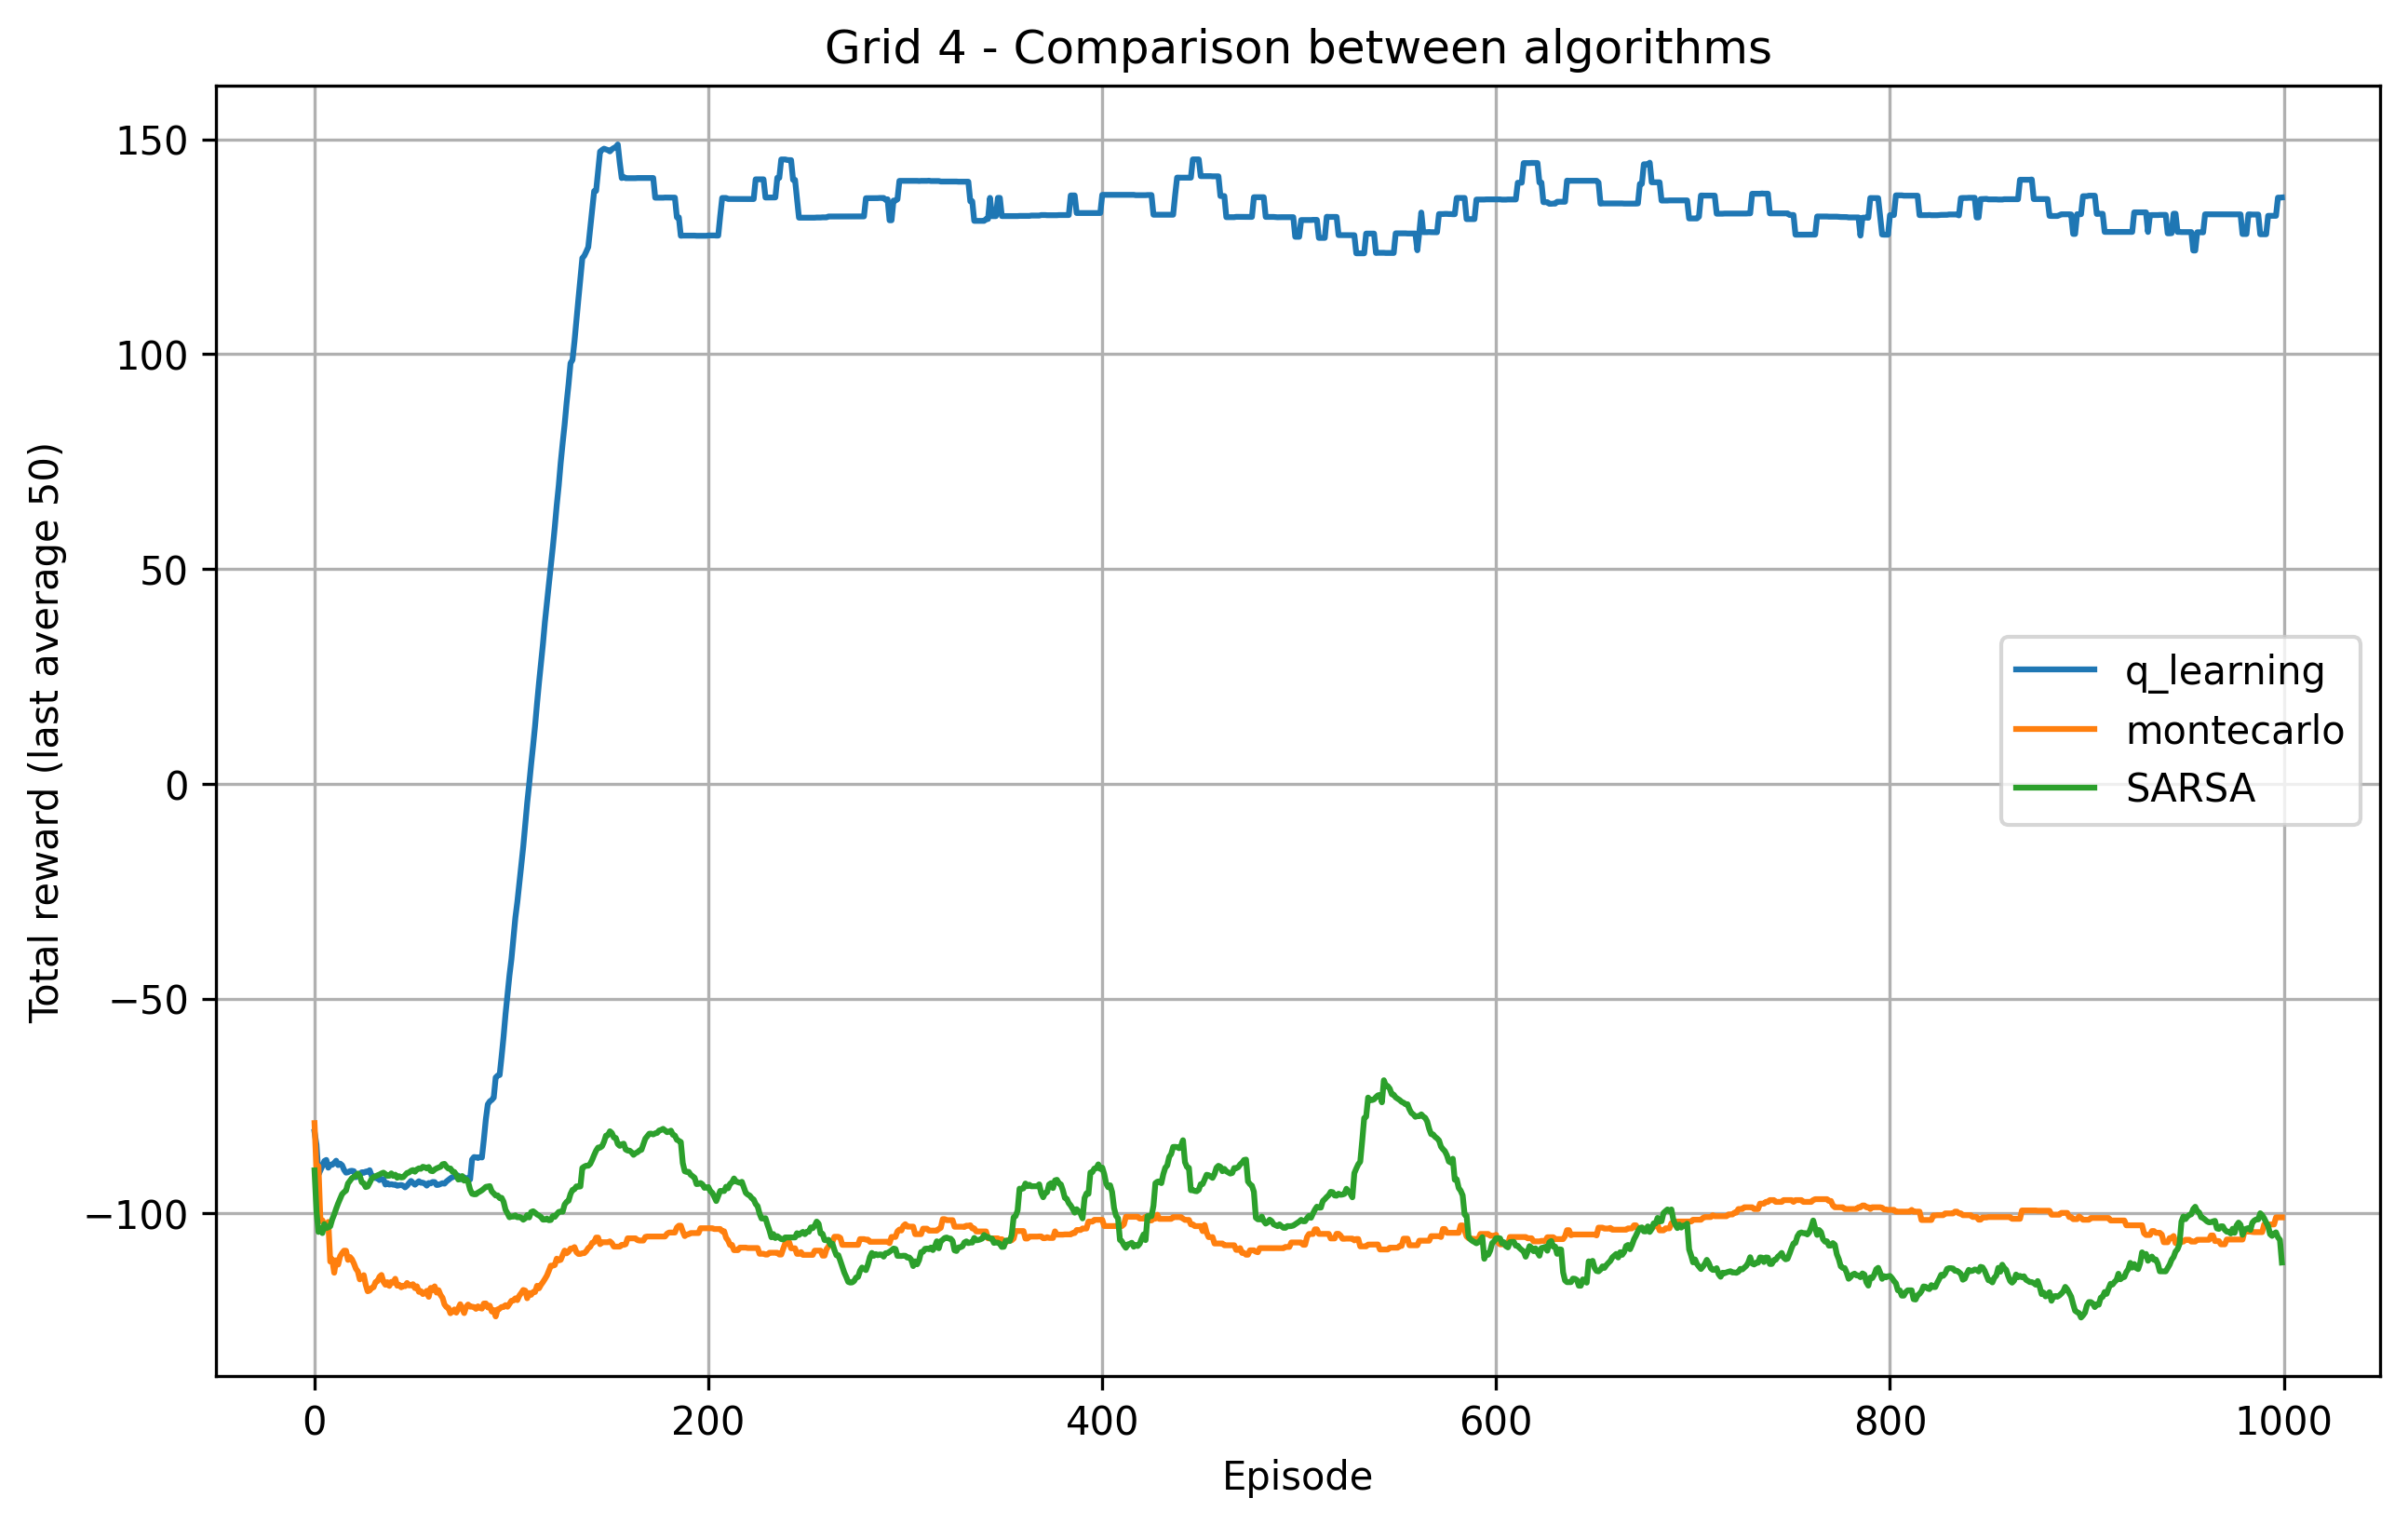 Grid 4 - Comparison between algorithms
Total reward (last average 50)
150
100
50
0
−50
−100
q_learning
montecarlo
SARSA
0
200
400
600
800
1000
Episode